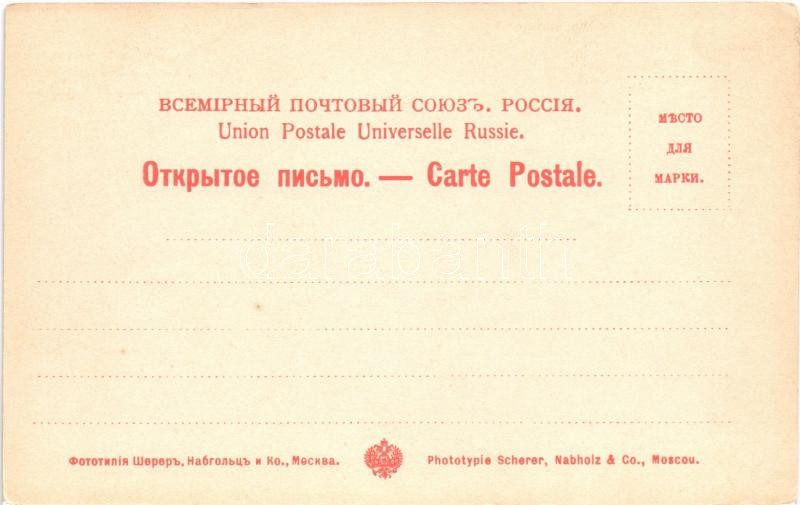 ВСЕМІРНЫЙ ПОЧТОВЫЙ СОЮЗЪ. РОССІЯ.
Union Postale Universelle Russie.
Открытое письмо. — Carte Postale.
МѢСТО
ДЛЯ
МАРКИ.
darabanth
Фототипія Шереръ, Набгольцъ и Ко., Москва.
Phototypie Scherer, Nabholz & Co., Moscou.